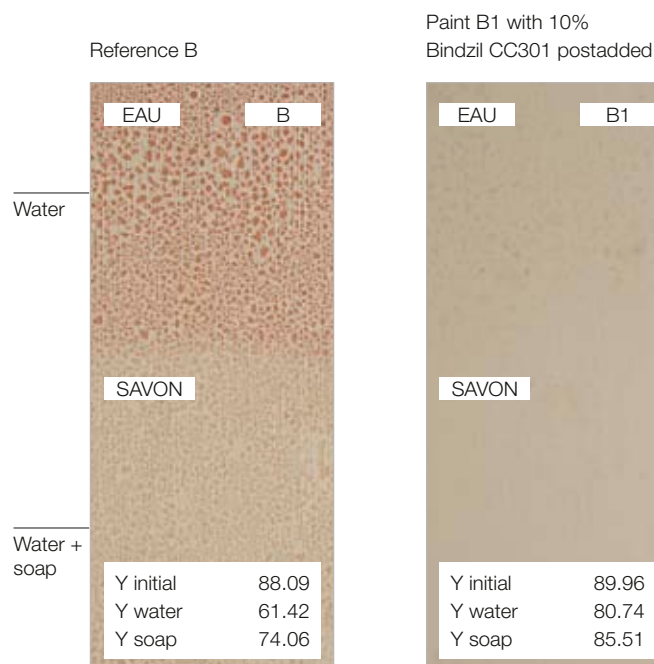 Reference B
Paint B1 with 10%
Bindzil CC301 postadded
EAU
B
EAU
B1
Water
SAVON
SAVON
Water +
soap
Y initial 88.09
Y water 61.42
Y soap 74.06
Y initial 89.96
Y water 80.74
Y soap 85.51